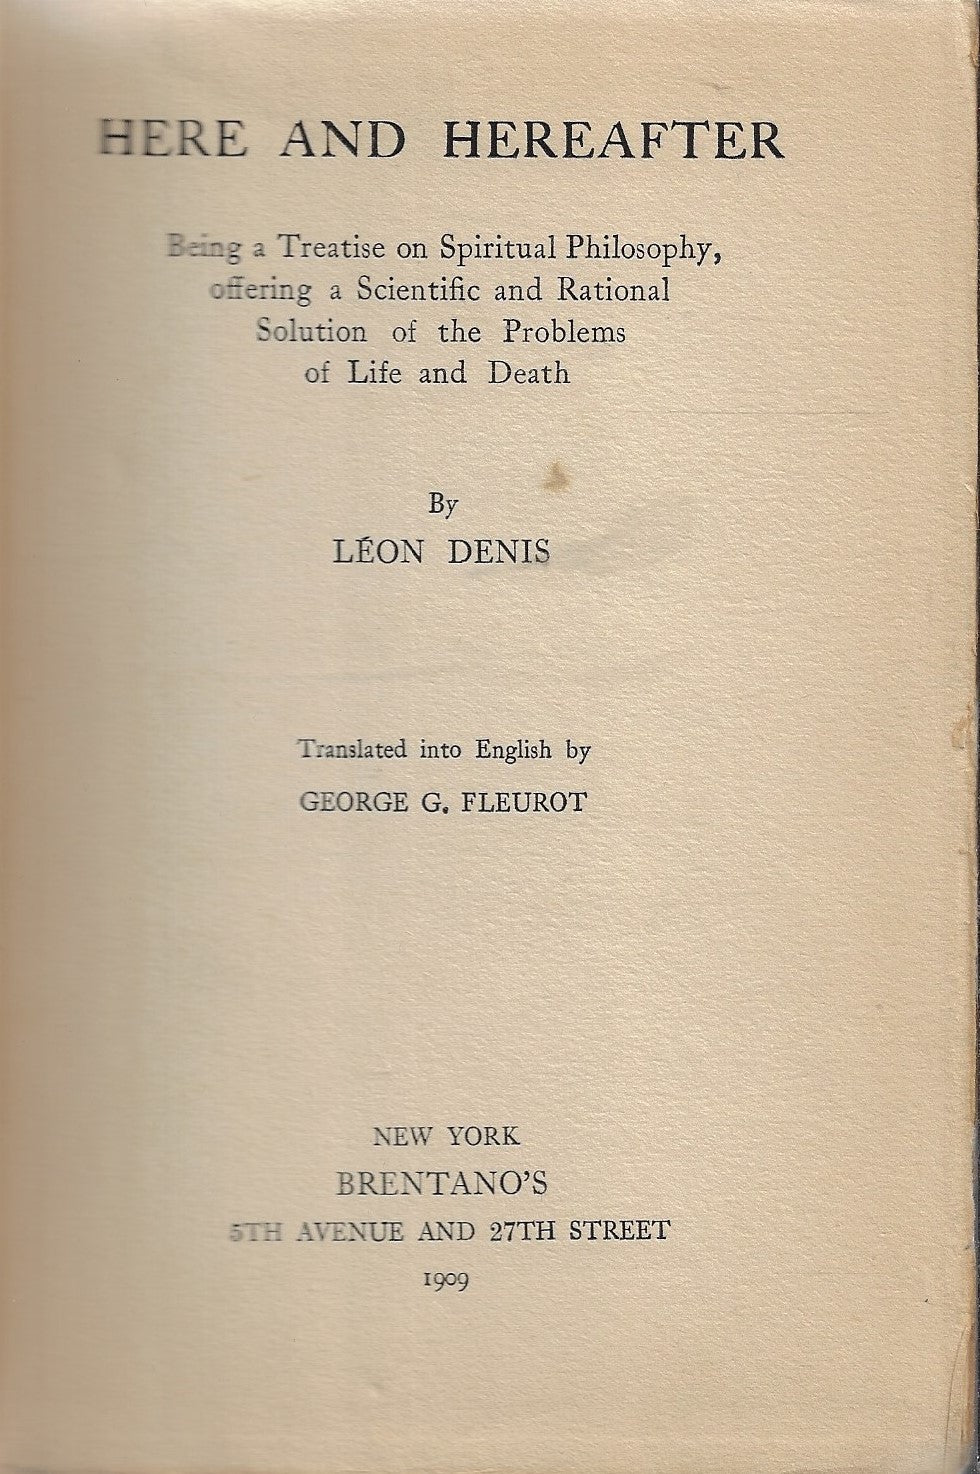 HERE AND HEREAFTER
Being a Treatise on Spiritual Philosophy,
offering a Scientific and Rational
Solution of the Problems
of Life and Death
By
LÉON DENIS
Translated into English by
GEORGE G. FLEUROT
NEW YORK
BRENTANO'S
5TH AVENUE AND 27TH STREET
1909